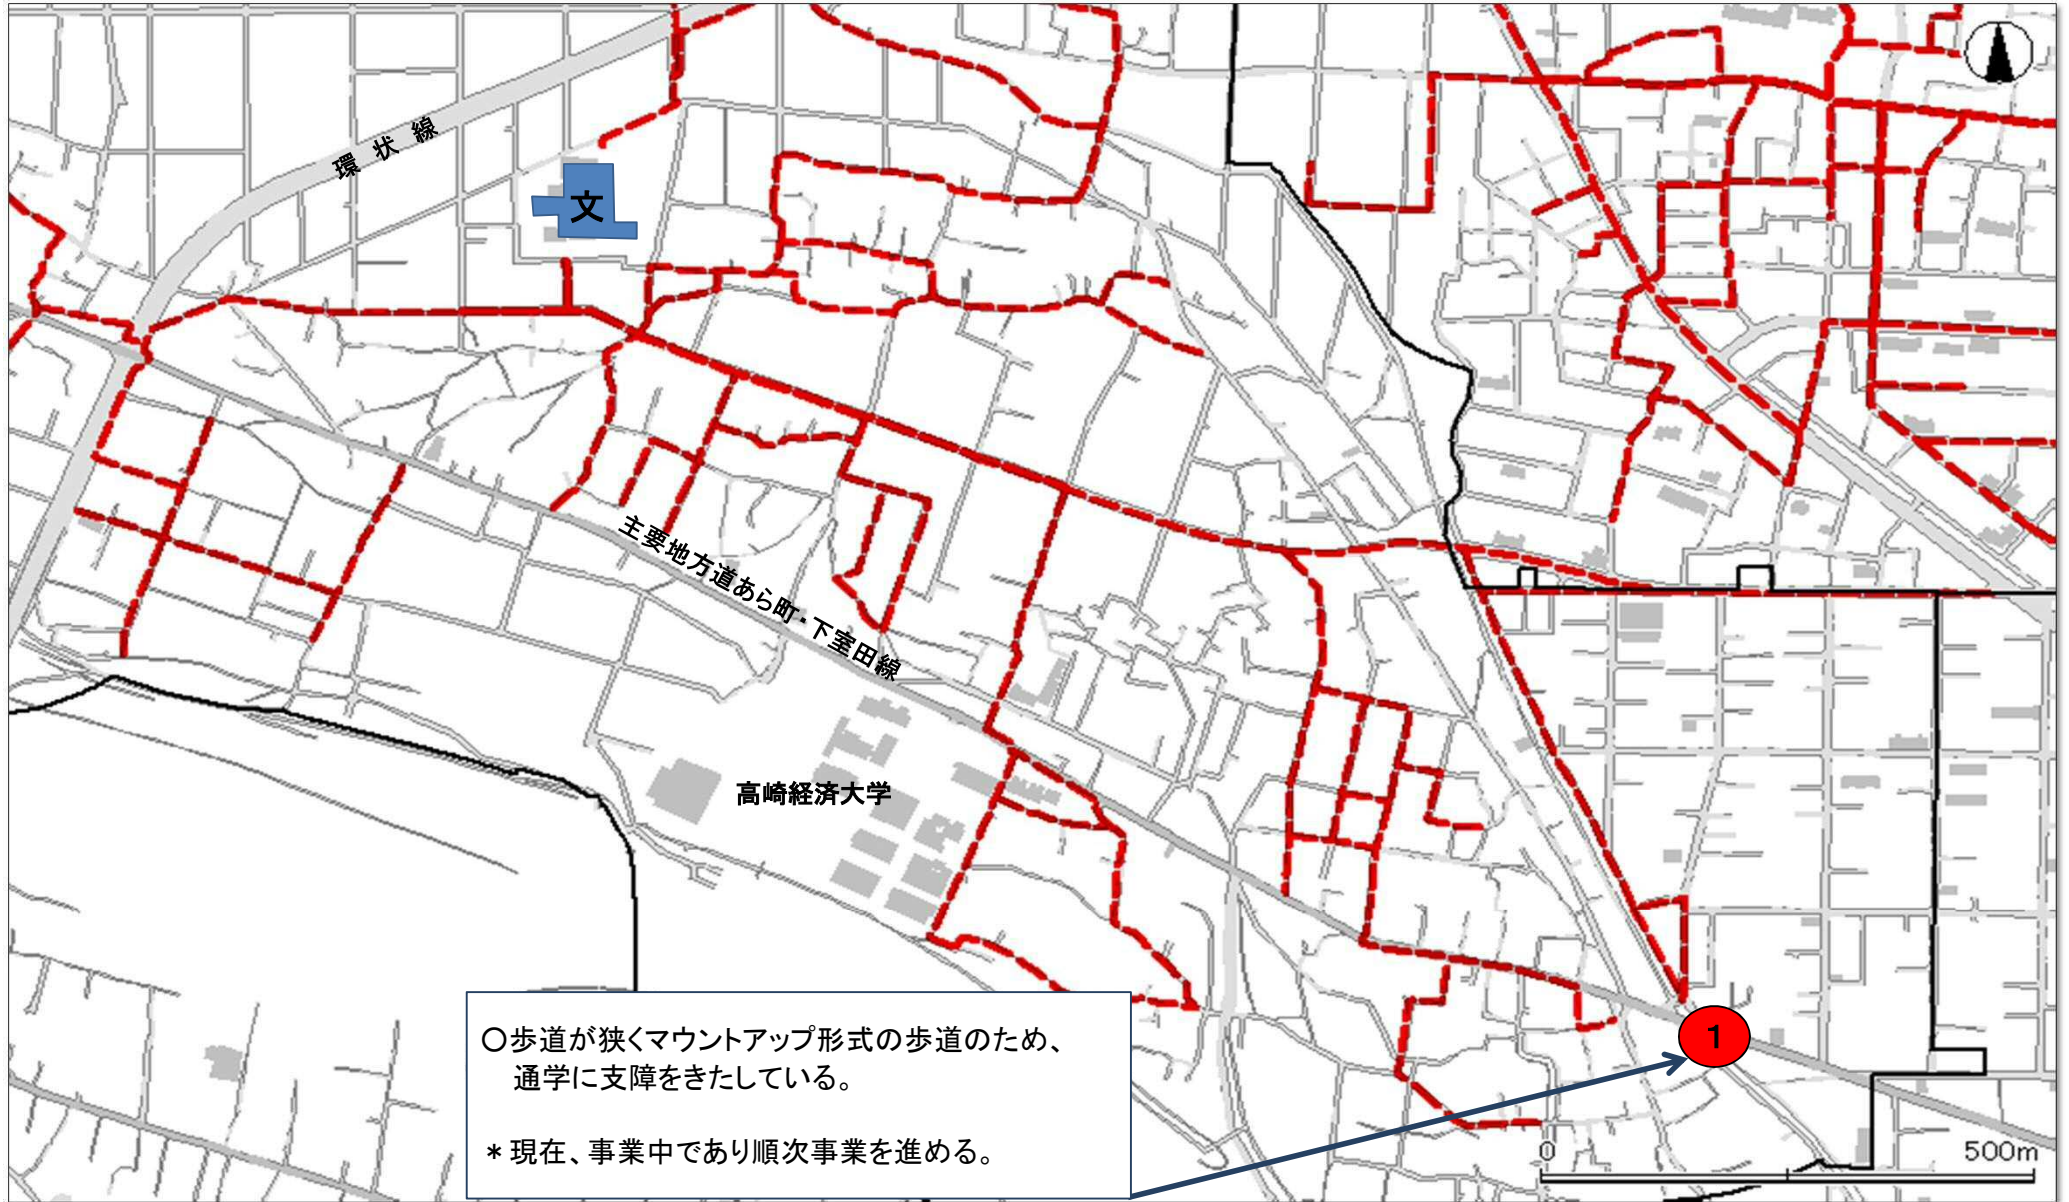 環状線
文
主要地方道あら町・下室田線
高崎経済大学
○歩道が狭くマウントアップ形式の歩道のため、
通学に支障をきたしている。
＊現在、事業中であり順次事業を進める。
1
0 500m